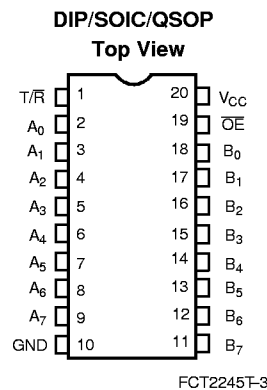 DIP/SOIC/QSOP
Top View
T/R̅ 1 20 VCC
A0 2 19 O̅E̅
A1 3 18 B0
A2 4 17 B1
A3 5 16 B2
A4 6 15 B3
A5 7 14 B4
A6 8 13 B5
A7 9 12 B6
GND 10 11 B7
FCT2245T–3